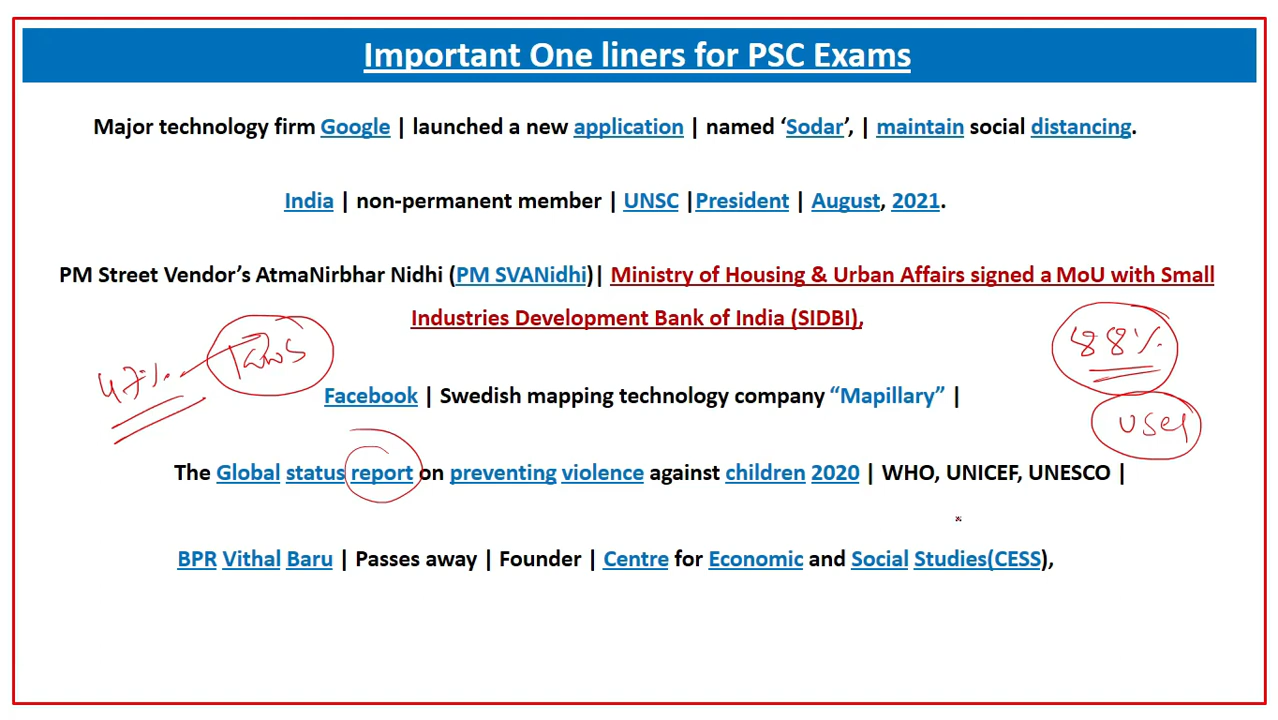 Important One liners for PSC Exams
Major technology firm Google | launched a new application | named ‘Sodar’, | maintain social distancing.
India | non-permanent member | UNSC |President | August, 2021.
PM Street Vendor’s AtmaNirbhar Nidhi (PM SVANidhi)| Ministry of Housing & Urban Affairs signed a MoU with Small
Industries Development Bank of India (SIDBI),
88%
47%
Facebook | Swedish mapping technology company “Mapillary” |
The Global status report on preventing violence against children 2020 | WHO, UNICEF, UNESCO |
BPR Vithal Baru | Passes away | Founder | Centre for Economic and Social Studies(CESS),